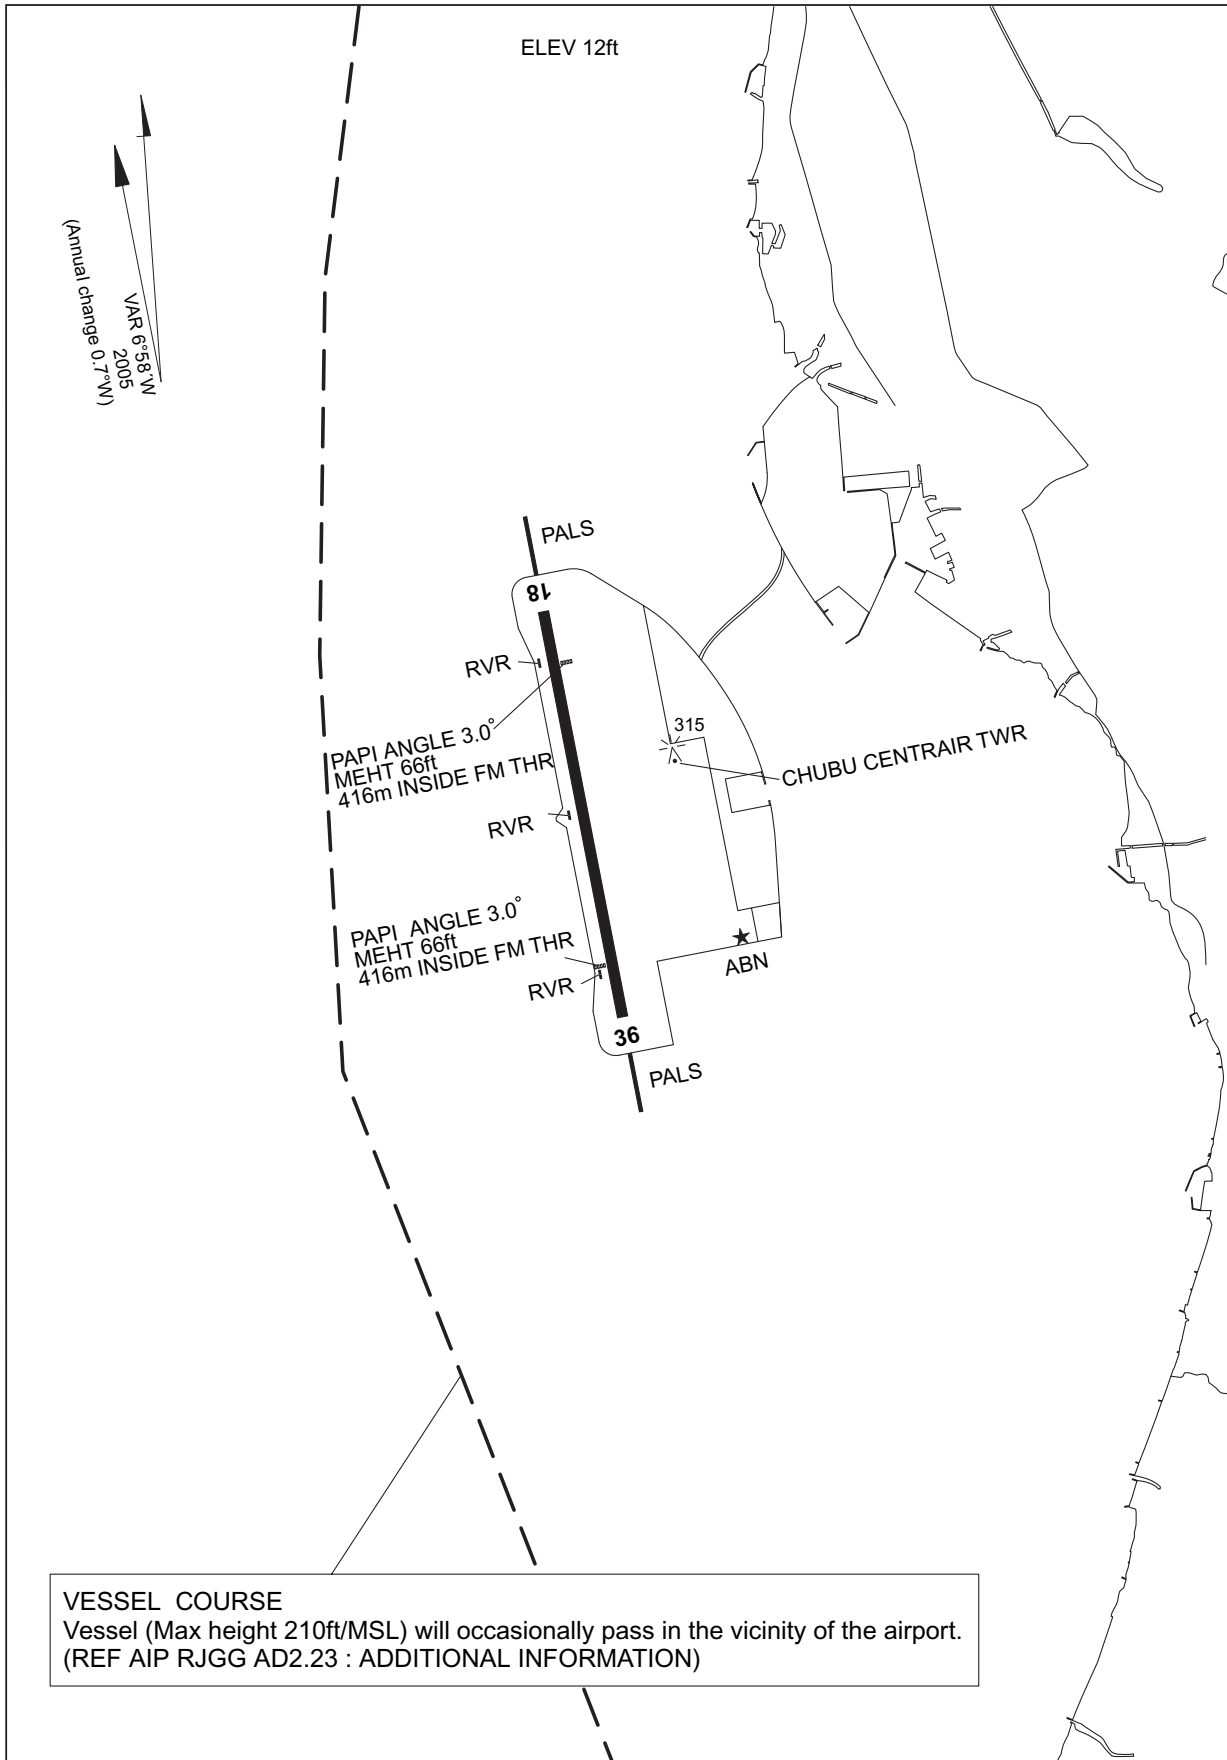 ELEV 12ft
VAR 6°58′W
2005
(Annual change 0.7°W)
PALS
18
RVR
PAPI ANGLE 3.0°
MEHT 66ft
416m INSIDE FM THR
315
CHUBU CENTRAIR TWR
RVR
PAPI ANGLE 3.0°
MEHT 66ft
416m INSIDE FM THR
RVR
ABN
36
PALS
VESSEL COURSE
Vessel (Max height 210ft/MSL) will occasionally pass in the vicinity of the airport.
(REF AIP RJGG AD2.23 : ADDITIONAL INFORMATION)